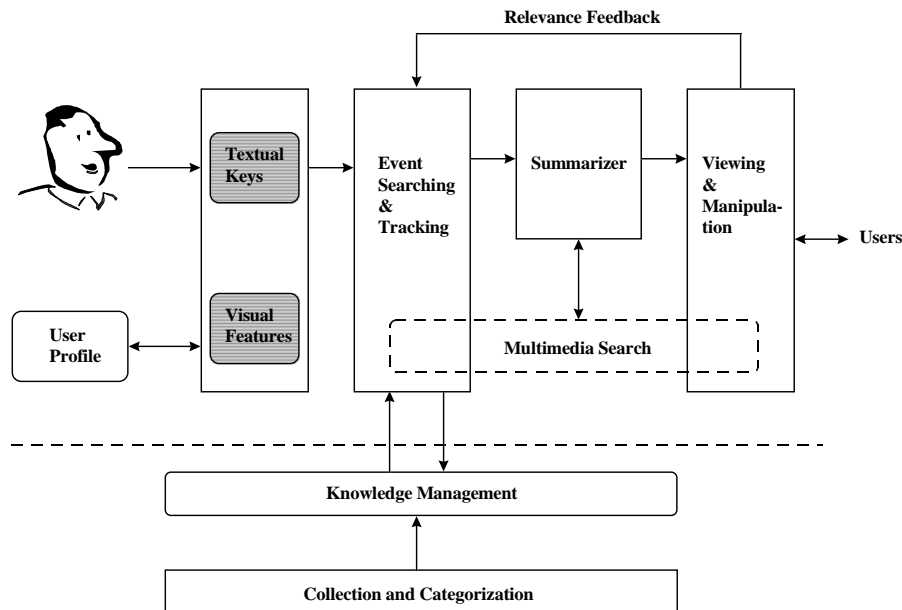 Relevance Feedback
Textual
Keys
Event
Searching
&
Tracking
Summarizer
Viewing
&
Manipula-
tion
Users
User
Profile
Visual
Features
Multimedia Search
Knowledge Management
Collection and Categorization